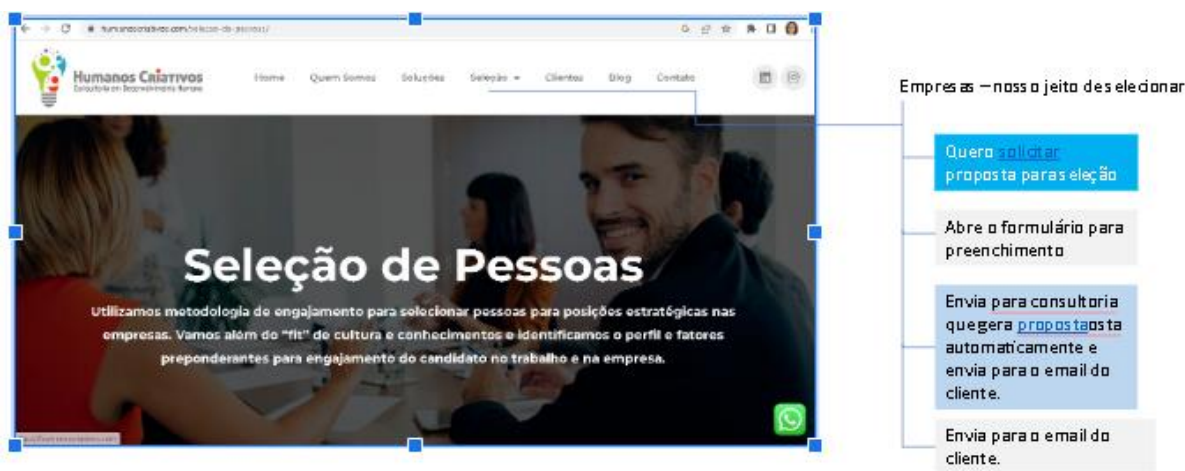 Humanos Criativos
Consultoria em Desenvolvimento Humano
Home Quem Somos Soluções Seleção Clientes Blog Contato
Seleção de Pessoas
Utilizamos metodologia de engajamento para selecionar pessoas para posições estratégicas nas
empresas. Vamos além do "fit" de cultura e conhecimentos e identificamos o perfil e fatores
preponderantes para engajamento do candidato no trabalho e na empresa.
Empresas – nosso jeito de selecionar
Quero solicitar
proposta para seleção
Abre o formulário para
preenchimento
Envia para consultoria
que gera propostaosta
automaticamente e
envia para o email do
cliente.
Envia para o email do
cliente.